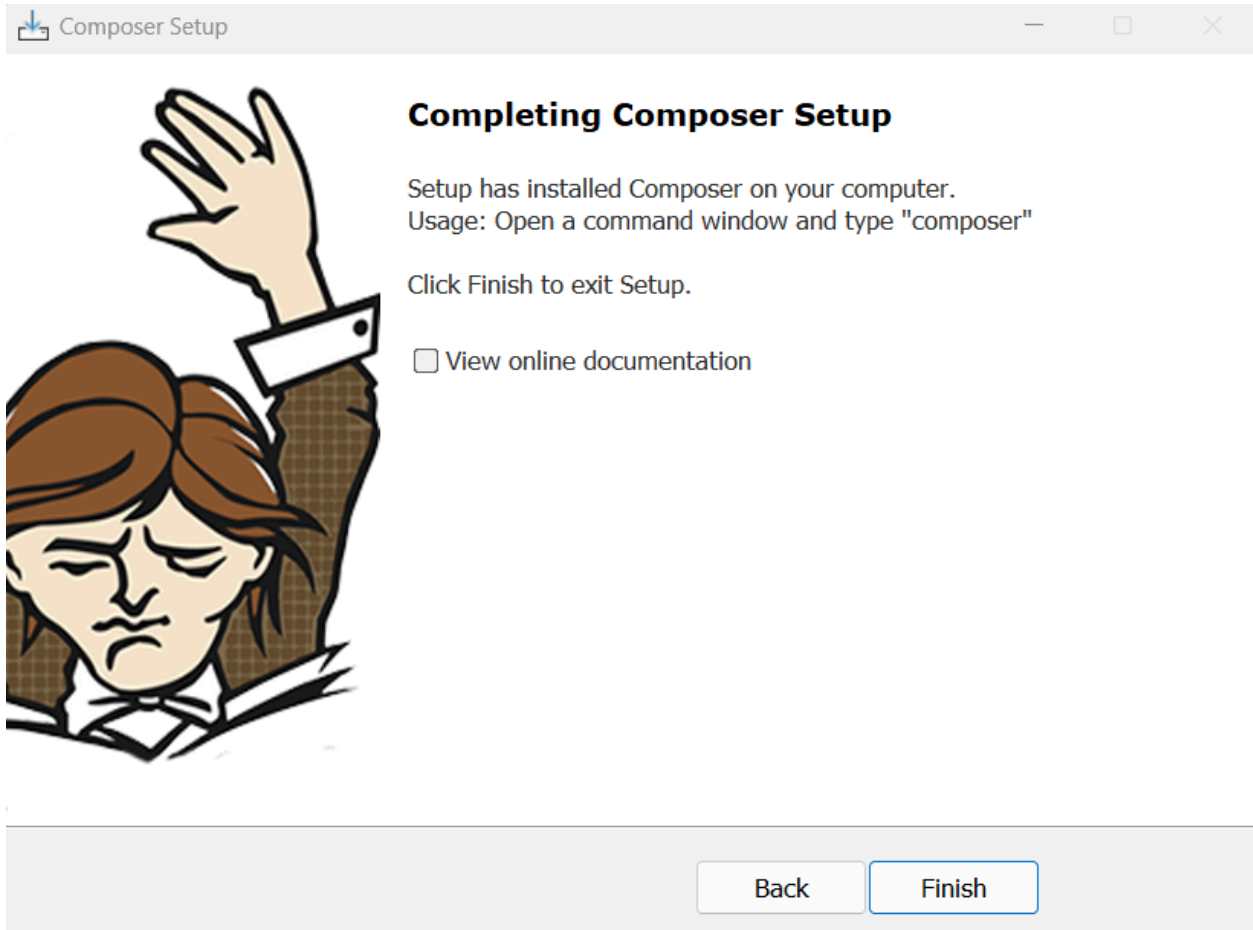 Composer Setup
Completing Composer Setup
Setup has installed Composer on your computer.
Usage: Open a command window and type "composer"
Click Finish to exit Setup.
View online documentation
Back
Finish